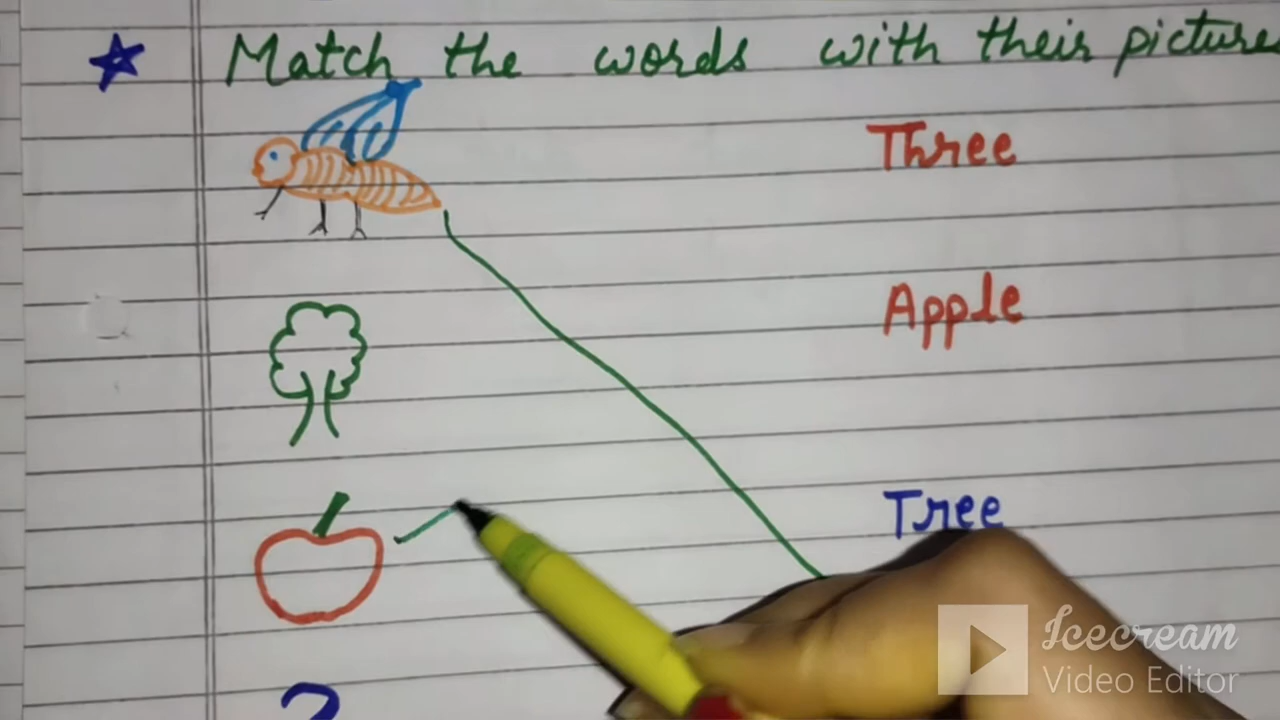 Match the words with their pictures
Three
Apple
Tree
Icecream
Video Editor